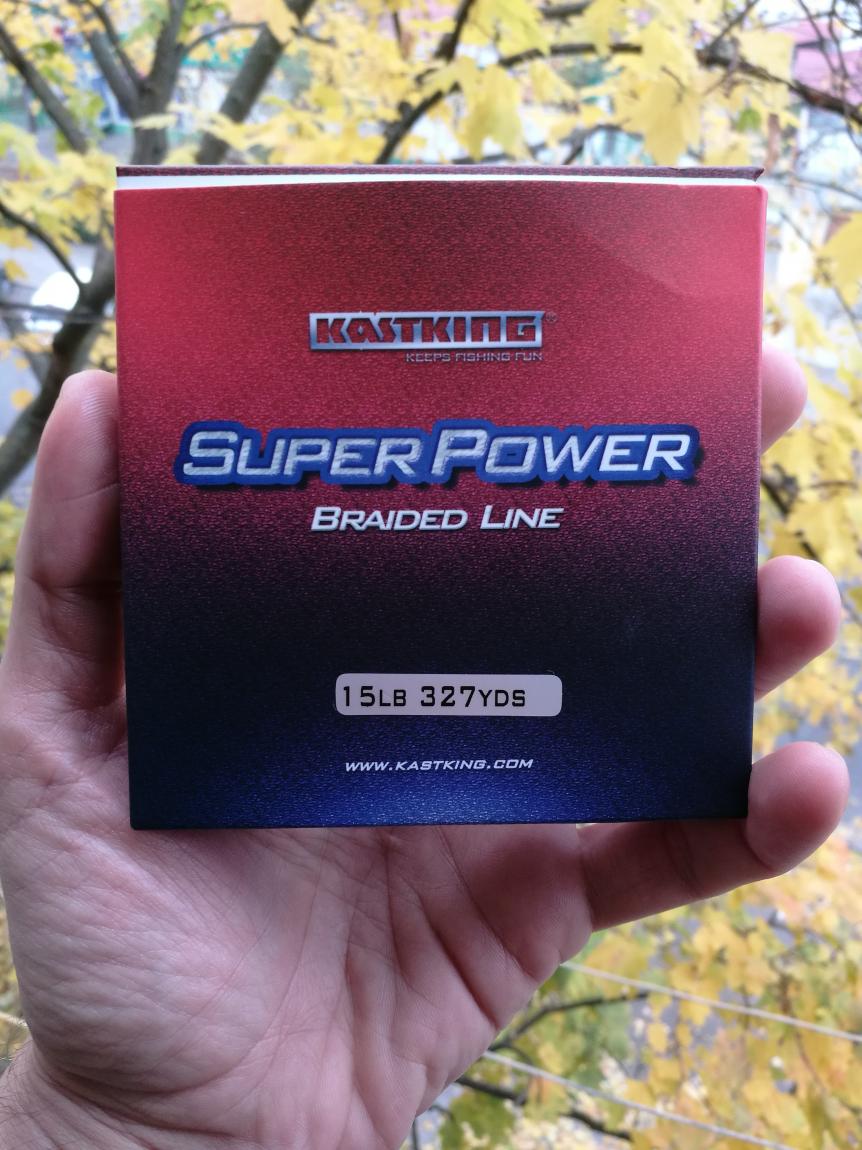 KASTKING®
KEEPS FISHING FUN
SUPER POWER
BRAIDED LINE
15LB 327YDS
WWW.KASTKING.COM